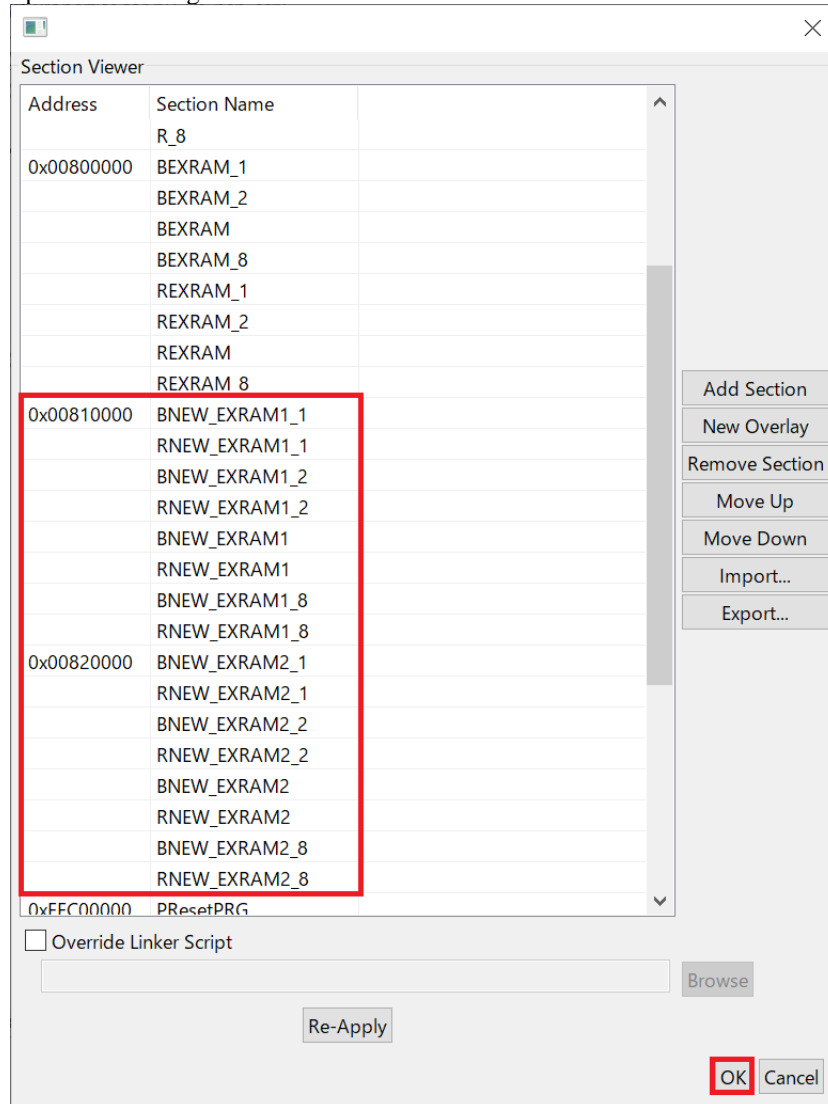 Section Viewer
Address Section Name
R_8
0x00800000 BEXRAM_1
BEXRAM_2
BEXRAM
BEXRAM_8
REXRAM_1
REXRAM_2
REXRAM
REXRAM_8
0x00810000 BNEW_EXRAM1_1
RNEW_EXRAM1_1
BNEW_EXRAM1_2
RNEW_EXRAM1_2
BNEW_EXRAM1
RNEW_EXRAM1
BNEW_EXRAM1_8
RNEW_EXRAM1_8
0x00820000 BNEW_EXRAM2_1
RNEW_EXRAM2_1
BNEW_EXRAM2_2
RNEW_EXRAM2_2
BNEW_EXRAM2
RNEW_EXRAM2
BNEW_EXRAM2_8
RNEW_EXRAM2_8
0xFFC00000 PResetPRG
Add Section
New Overlay
Remove Section
Move Up
Move Down
Import...
Export...
Override Linker Script
Browse
Re-Apply
OK Cancel